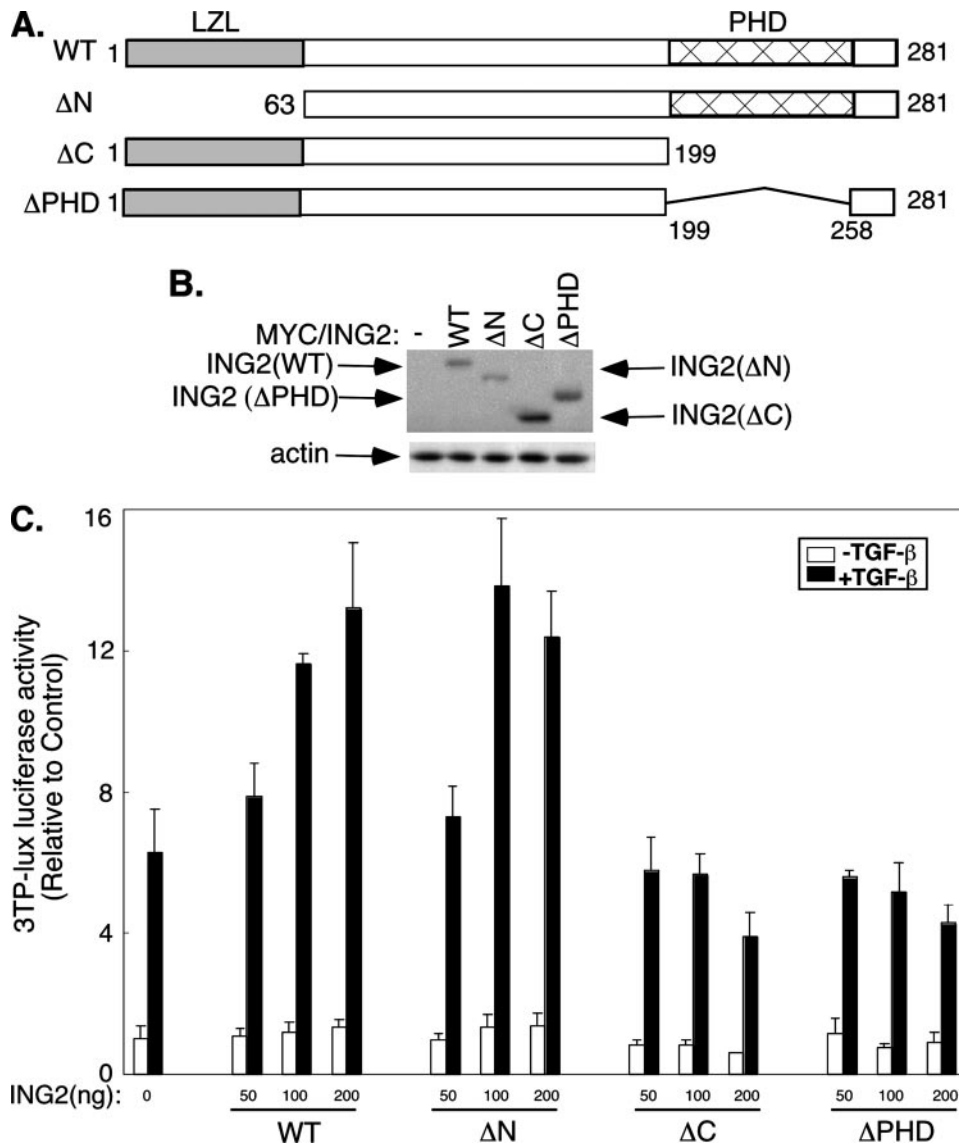 A.
LZL PHD
WT 1 281
ΔN 63 281
ΔC 1 199
ΔPHD 1 281
199 258
B.
MYC/ING2: - WT ΔN ΔC ΔPHD
ING2(WT) ING2(ΔN)
ING2 (ΔPHD) ING2(ΔC)
actin
C.
3TP-lux luciferase activity
(Relative to Control)
16
12
8
4
0
-TGF-β
+TGF-β
ING2(ng): 0 50 100 200 50 100 200 50 100 200 50 100 200
WT ΔN ΔC ΔPHD